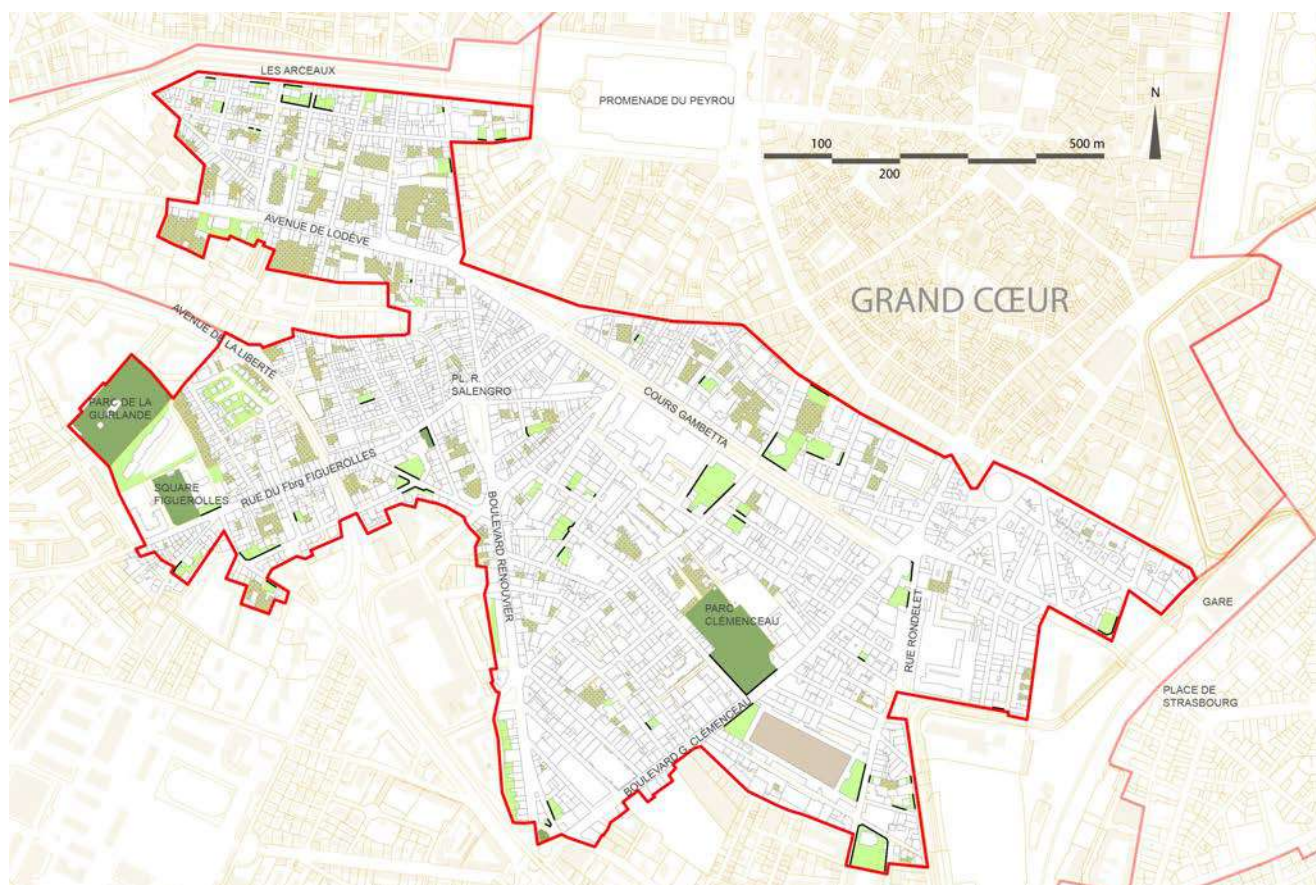 LES ARCEAUX
PROMENADE DU PEYROU
N
100
500 m
200
AVENUE DE LODÈVE
GRAND CŒUR
AVENUE DE LA LIBERTÉ
PL. R.
SALENGRO
PARC DE LA
GUIRLANDE
COURS GAMBETTA
SQUARE
FIGUEROLLES
RUE DU Fbrg FIGUEROLLES
BOULEVARD RENOUVIER
PARC
CLÉMENCEAU
RUE RONDELET
GARE
PLACE DE
STRASBOURG
BOULEVARD G. CLÉMENCEAU